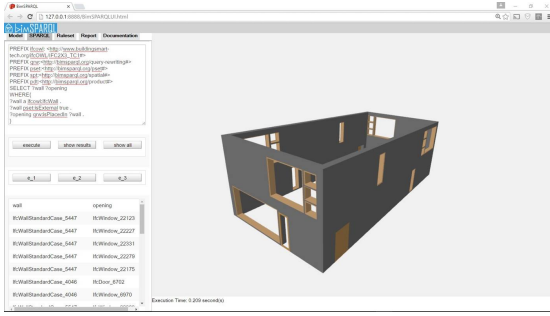 BimSPARQL
127.0.0.1:8888/BimSPARQLUI.html
bimSPARQL
Model SPARQL Ruleset Report Documentation
PREFIX ifcowl: <http://www.buildingsmart-
tech.org/ifcOWL/IFC2X3_TC1#>
PREFIX qrw:<http://bimsparql.org/query-rewriting#>
PREFIX pset:<http://bimsparql.org/pset#>
PREFIX spt:<http://bimsparql.org/spatial#>
PREFIX pdt:<http://bimsparql.org/product#>
SELECT ?wall ?opening
WHERE{
?wall a ifcowl:IfcWall .
?wall pset:isExternal true .
?opening qrw:isPlacedIn ?wall .
}
execute show results show all
e_1 e_2 e_3
wall opening
IfcWallStandardCase_5447 IfcWindow_22123
IfcWallStandardCase_5447 IfcWindow_22227
IfcWallStandardCase_5447 IfcWindow_22331
IfcWallStandardCase_5447 IfcWindow_22279
IfcWallStandardCase_5447 IfcWindow_22175
IfcWallStandardCase_4046 IfcDoor_6702
IfcWallStandardCase_4046 IfcWindow_6970
Execution Time: 0.209 second(s)